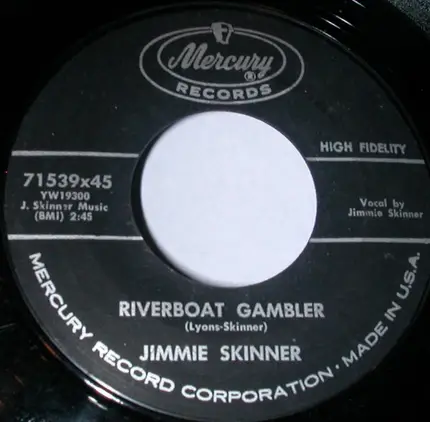 Mercury
®
RECORDS
HIGH FIDELITY
71539x45
YW19300
J. Skinner Music
(BMI) 2:45
Vocal by
Jimmie Skinner
RIVERBOAT GAMBLER
(Lyons-Skinner)
JIMMIE SKINNER
MERCURY RECORD CORPORATION · MADE IN U.S.A.